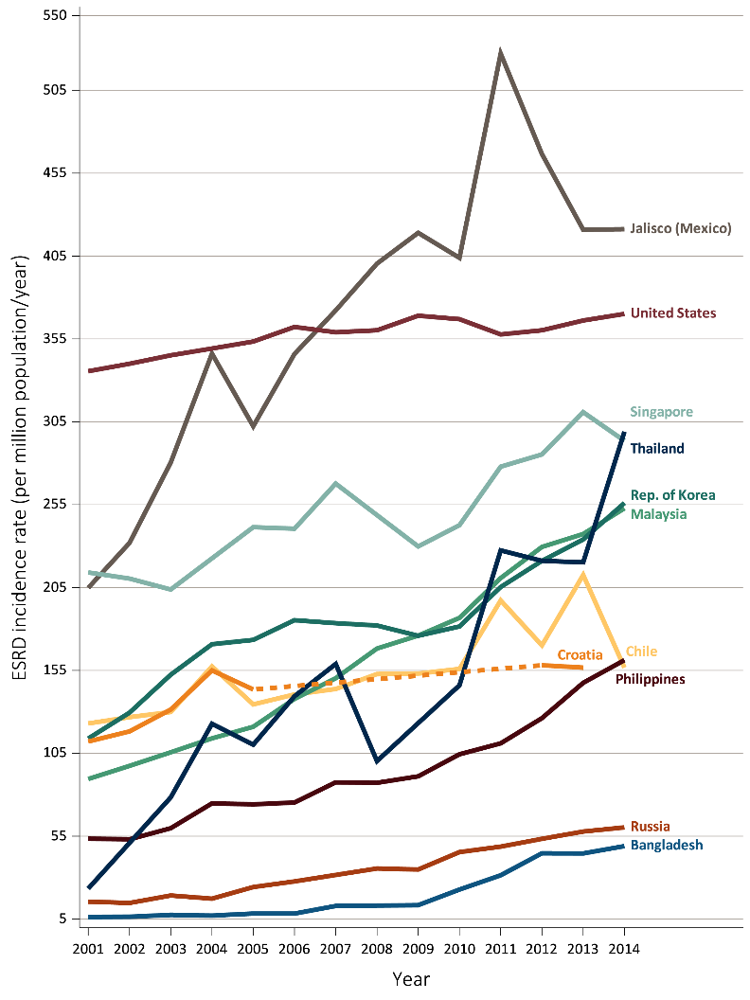 550
505
455
405
355
305
255
205
155
105
55
5
ESRD incidence rate (per million population/year)
Jalisco (Mexico)
United States
Singapore
Thailand
Rep. of Korea
Malaysia
Chile
Croatia
Philippines
Russia
Bangladesh
2001 2002 2003 2004 2005 2006 2007 2008 2009 2010 2011 2012 2013 2014
Year